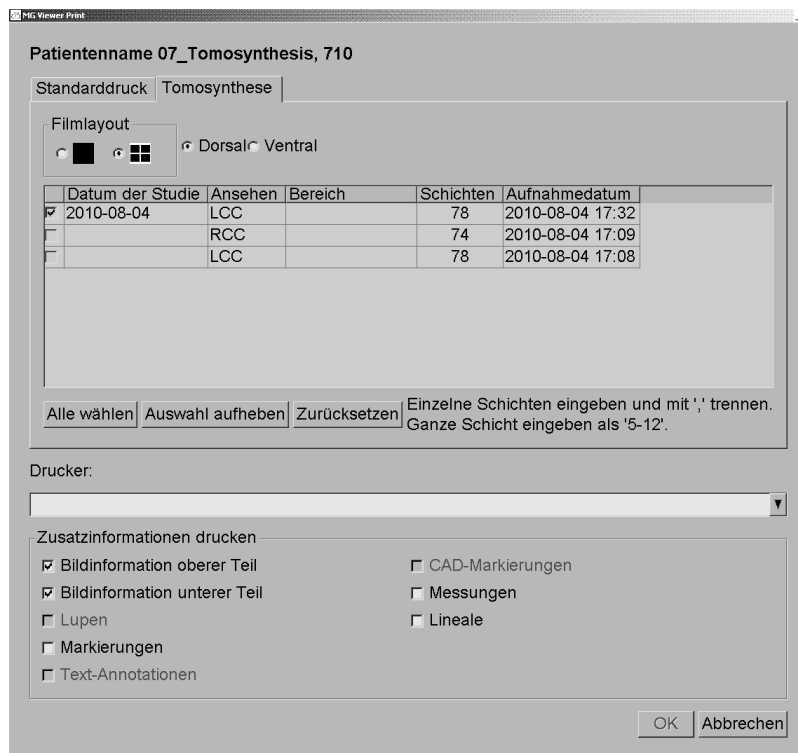 MG Viewer Print
Patientenname 07_Tomosynthesis, 710
Standarddruck Tomosynthese
Filmlayout
Dorsal Ventral
Datum der Studie Ansehen Bereich Schichten Aufnahmedatum
2010-08-04 LCC 78 2010-08-04 17:32
RCC 74 2010-08-04 17:09
LCC 78 2010-08-04 17:08
Alle wählen Auswahl aufheben Zurücksetzen
Einzelne Schichten eingeben und mit ',' trennen.
Ganze Schicht eingeben als '5-12'.
Drucker:
Zusatzinformationen drucken
Bildinformation oberer Teil CAD-Markierungen
Bildinformation unterer Teil Messungen
Lupen Lineale
Markierungen
Text-Annotationen
OK Abbrechen